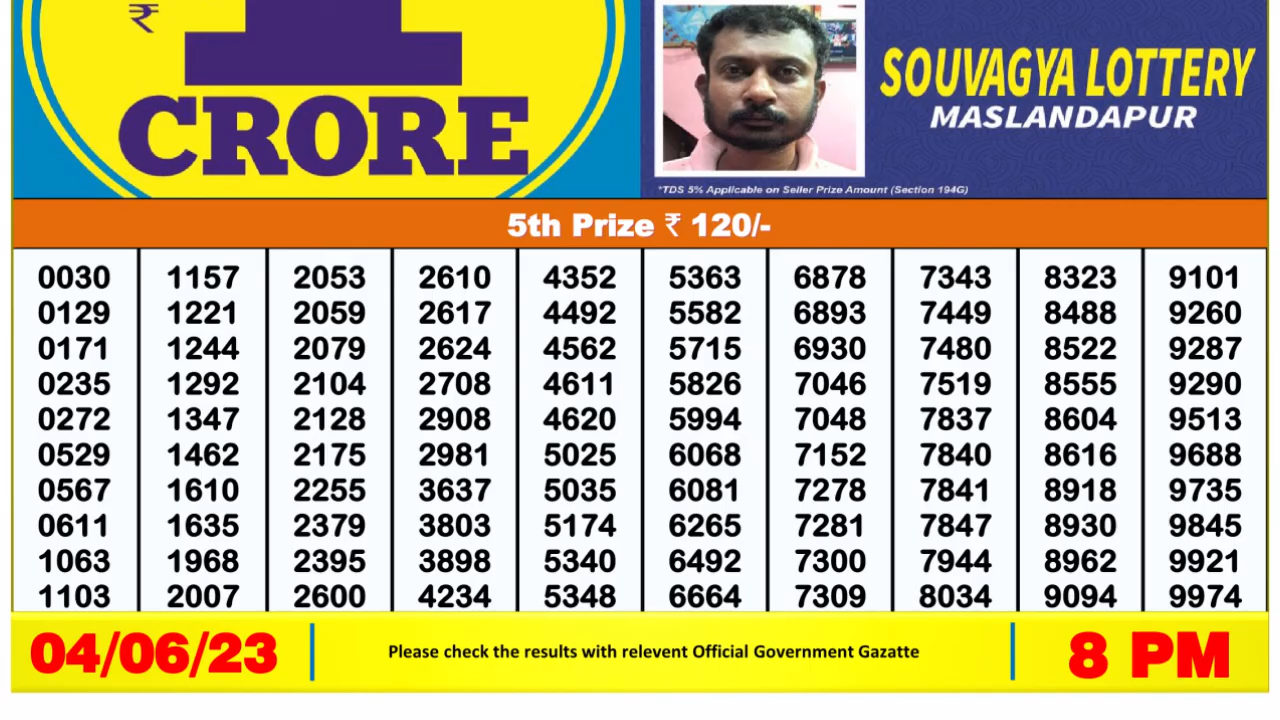 ₹
CRORE
SOUVAGYA LOTTERY
MASLANDAPUR
*TDS 5% Applicable on Seller Prize Amount (Section 194G)
5th Prize ₹ 120/-
0030 1157 2053 2610 4352 5363 6878 7343 8323 9101
0129 1221 2059 2617 4492 5582 6893 7449 8488 9260
0171 1244 2079 2624 4562 5715 6930 7480 8522 9287
0235 1292 2104 2708 4611 5826 7046 7519 8555 9290
0272 1347 2128 2908 4620 5994 7048 7837 8604 9513
0529 1462 2175 2981 5025 6068 7152 7840 8616 9688
0567 1610 2255 3637 5035 6081 7278 7841 8918 9735
0611 1635 2379 3803 5174 6265 7281 7847 8930 9845
1063 1968 2395 3898 5340 6492 7300 7944 8962 9921
1103 2007 2600 4234 5348 6664 7309 8034 9094 9974
04/06/23
Please check the results with relevent Official Government Gazatte
8 PM